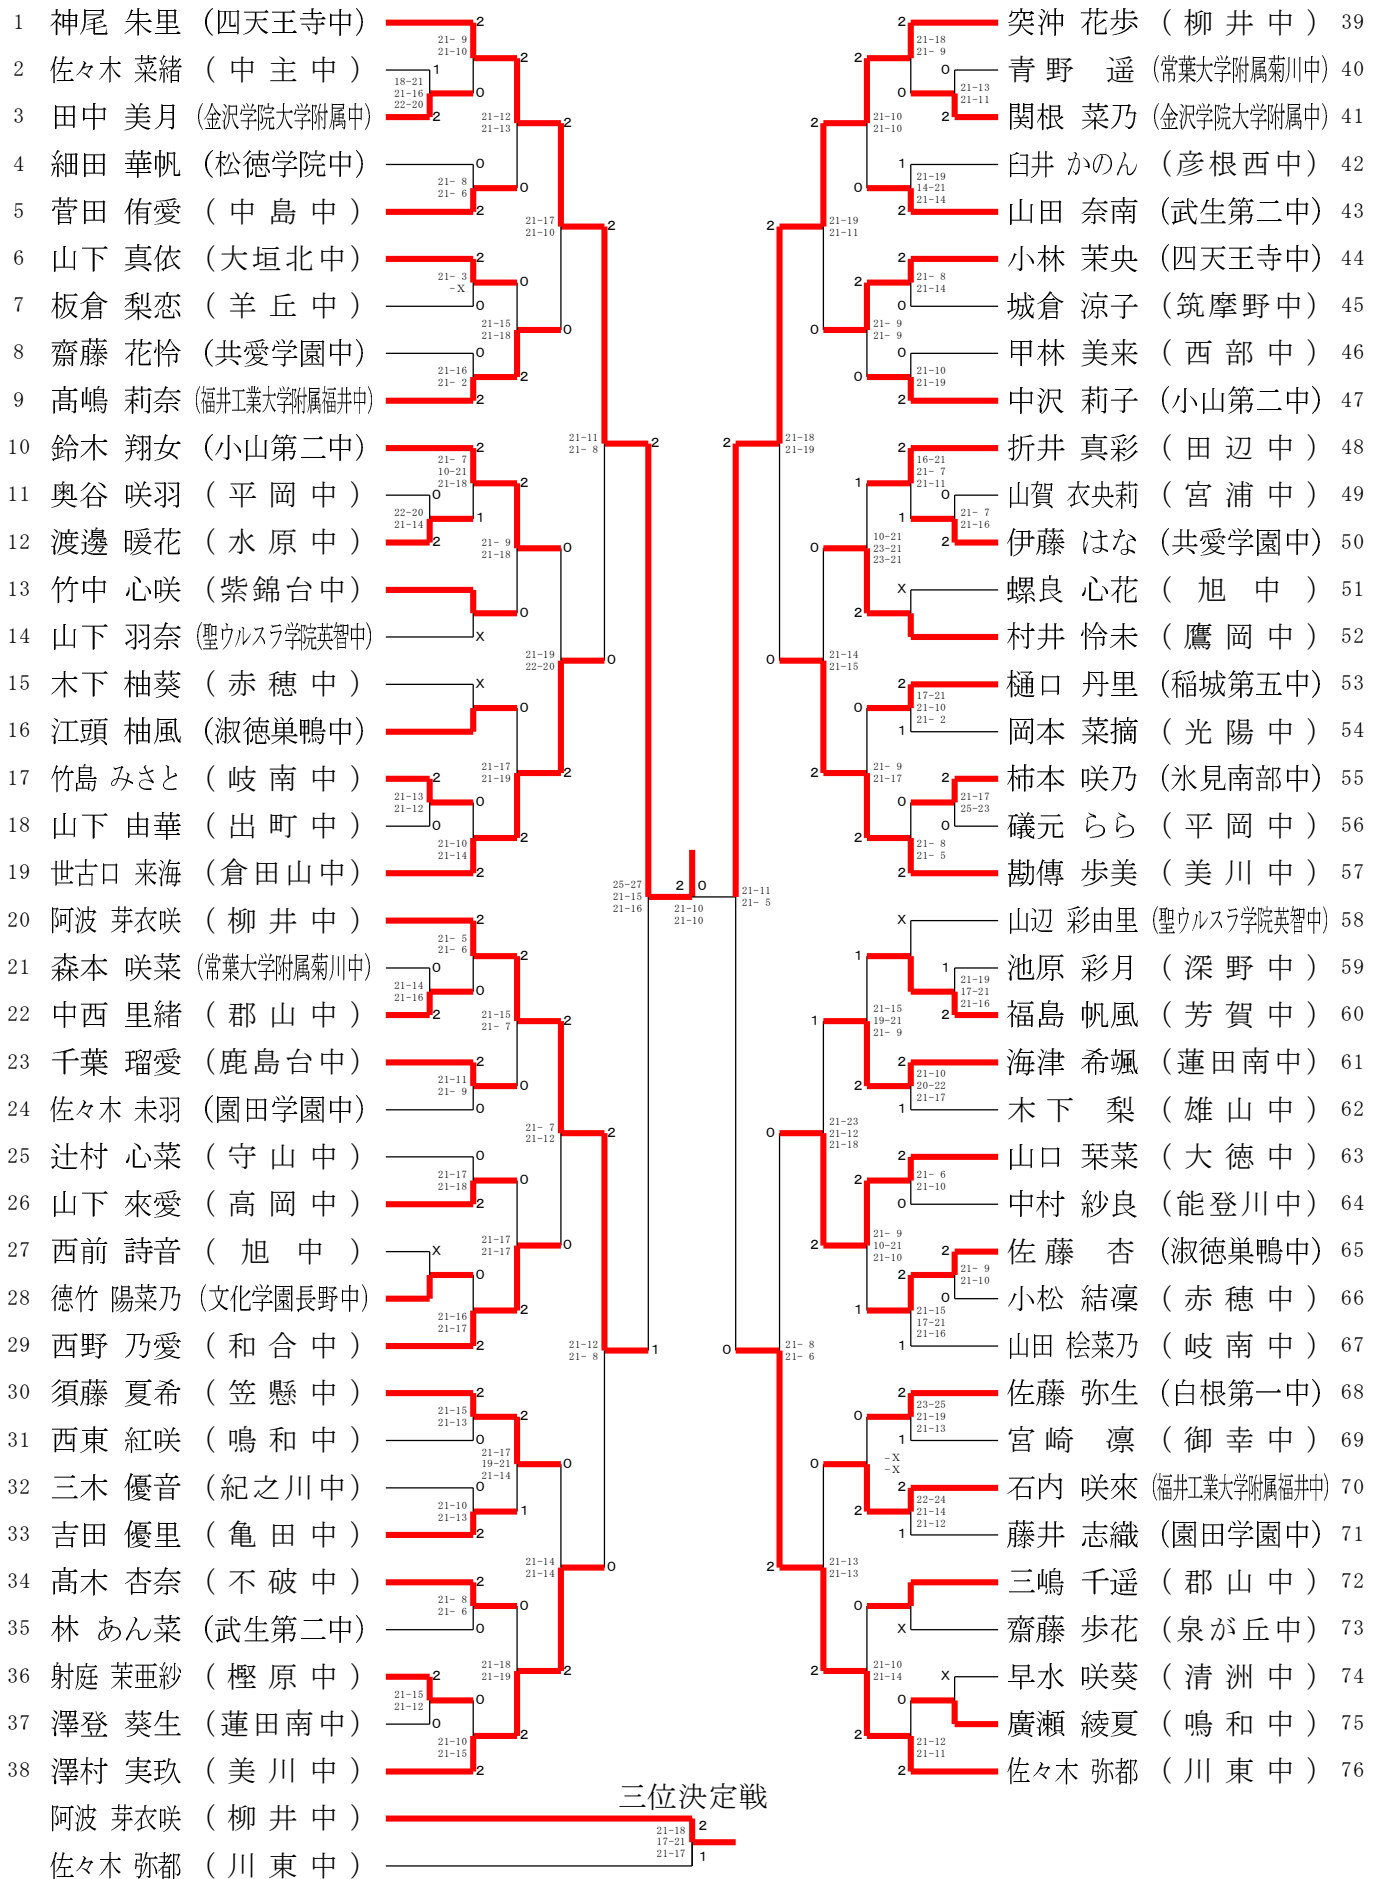 1 神尾 朱里 (四天王寺中)
2 佐々木 菜緒 ( 中 主 中 )
3 田中 美月 (金沢学院大学附属中)
4 細田 華帆 (松徳学院中)
5 菅田 侑愛 ( 中 島 中 )
6 山下 真依 (大垣北中)
7 板倉 梨恋 ( 羊 丘 中 )
8 齋藤 花怜 (共愛学園中)
9 髙嶋 莉奈 (福井工業大学附属福井中)
10 鈴木 翔女 (小山第二中)
11 奥谷 咲羽 ( 平 岡 中 )
12 渡邊 暖花 ( 水 原 中 )
13 竹中 心咲 (紫錦台中)
14 山下 羽奈 (聖ウルスラ学院英智中)
15 木下 柚葵 ( 赤 穂 中 )
16 江頭 柚風 (淑徳巣鴨中)
17 竹島 みさと ( 岐 南 中 )
18 山下 由華 ( 出 町 中 )
19 世古口 来海 (倉田山中)
20 阿波 芽衣咲 ( 柳 井 中 )
21 森本 咲菜 (常葉大学附属菊川中)
22 中西 里緒 ( 郡 山 中 )
23 千葉 瑠愛 (鹿島台中)
24 佐々木 未羽 (園田学園中)
25 辻村 心菜 ( 守 山 中 )
26 山下 來愛 ( 高 岡 中 )
27 西前 詩音 ( 旭 中 )
28 德竹 陽菜乃 (文化学園長野中)
29 西野 乃愛 ( 和 合 中 )
30 須藤 夏希 ( 笠 懸 中 )
31 西東 紅咲 ( 鳴 和 中 )
32 三木 優音 (紀之川中)
33 吉田 優里 ( 亀 田 中 )
34 髙木 杏奈 ( 不 破 中 )
35 林 あん菜 (武生第二中)
36 射庭 茉亜紗 ( 樫 原 中 )
37 澤登 葵生 (蓮田南中)
38 澤村 実玖 ( 美 川 中 )
突沖 花歩 ( 柳 井 中 ) 39
青 野 遥 (常葉大学附属菊川中) 40
関根 菜乃 (金沢学院大学附属中) 41
臼井 かのん (彦根西中) 42
山田 奈南 (武生第二中) 43
小林 茉央 (四天王寺中) 44
城倉 涼子 (筑摩野中) 45
甲林 美来 ( 西 部 中 ) 46
中沢 莉子 (小山第二中) 47
折井 真彩 ( 田 辺 中 ) 48
山賀 衣央莉 ( 宮 浦 中 ) 49
伊藤 はな (共愛学園中) 50
螺良 心花 ( 旭 中 ) 51
村井 怜未 ( 鷹 岡 中 ) 52
樋口 丹里 (稲城第五中) 53
岡本 菜摘 ( 光 陽 中 ) 54
柿本 咲乃 (氷見南部中) 55
礒元 らら ( 平 岡 中 ) 56
勘傳 歩美 ( 美 川 中 ) 57
山辺 彩由里 (聖ウルスラ学院英智中) 58
池原 彩月 ( 深 野 中 ) 59
福島 帆風 ( 芳 賀 中 ) 60
海津 希颯 (蓮田南中) 61
木 下 梨 ( 雄 山 中 ) 62
山口 栞菜 ( 大 徳 中 ) 63
中村 紗良 (能登川中) 64
佐 藤 杏 (淑徳巣鴨中) 65
小松 結凜 ( 赤 穂 中 ) 66
山田 桧菜乃 ( 岐 南 中 ) 67
佐藤 弥生 (白根第一中) 68
宮 崎 凛 ( 御 幸 中 ) 69
石内 咲來 (福井工業大学附属福井中) 70
藤井 志織 (園田学園中) 71
三嶋 千遥 ( 郡 山 中 ) 72
齋藤 歩花 (泉が丘中) 73
早水 咲葵 ( 清 洲 中 ) 74
廣瀬 綾夏 ( 鳴 和 中 ) 75
佐々木 弥都 ( 川 東 中 ) 76
25-27
21-15
21-16
2 0
21-10
21-10
21-11
21- 5
三位決定戦
阿波 芽衣咲 ( 柳 井 中 )
佐々木 弥都 ( 川 東 中 )
21-18
17-21
21-17
2
1